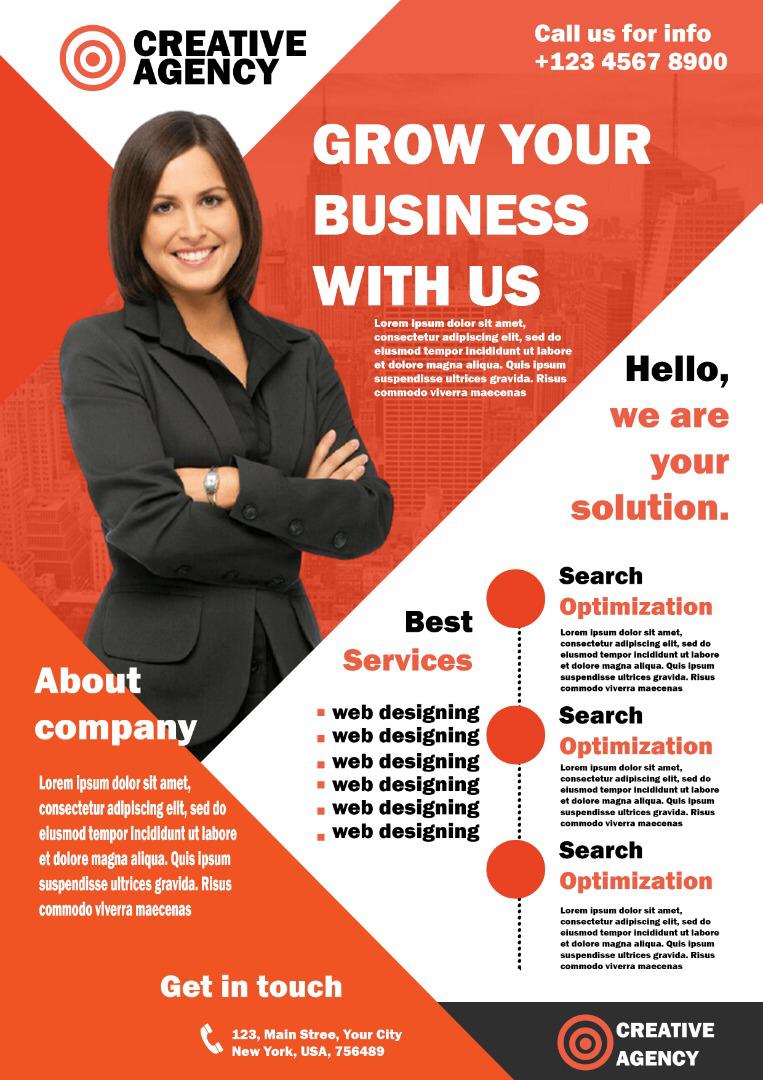 CREATIVE
AGENCY
Call us for info
+123 4567 8900
GROW YOUR
BUSINESS
WITH US
Lorem ipsum dolor sit amet,
consectetur adipiscing elit, sed do
eiusmod tempor incididunt ut labore
et dolore magna aliqua. Quis ipsum
suspendisse ultrices gravida. Risus
commodo viverra maecenas
Hello,
we are
your
solution.
Best
Services
web designing
web designing
web designing
web designing
web designing
web designing
Search
Optimization
Lorem ipsum dolor sit amet,
consectetur adipiscing elit, sed do
eiusmod tempor incididunt ut labore
et dolore magna aliqua. Quis ipsum
suspendisse ultrices gravida. Risus
commodo viverra maecenas
Search
Optimization
Lorem ipsum dolor sit amet,
consectetur adipiscing elit, sed do
eiusmod tempor incididunt ut labore
et dolore magna aliqua. Quis ipsum
suspendisse ultrices gravida. Risus
commodo viverra maecenas
Search
Optimization
Lorem ipsum dolor sit amet,
consectetur adipiscing elit, sed do
eiusmod tempor incididunt ut labore
et dolore magna aliqua. Quis ipsum
suspendisse ultrices gravida. Risus
commodo viverra maecenas
About
company
Lorem ipsum dolor sit amet,
consectetur adipiscing elit, sed do
eiusmod tempor incididunt ut labore
et dolore magna aliqua. Quis ipsum
suspendisse ultrices gravida. Risus
commodo viverra maecenas
Get in touch
123, Main Stree, Your City
New York, USA, 756489
CREATIVE
AGENCY